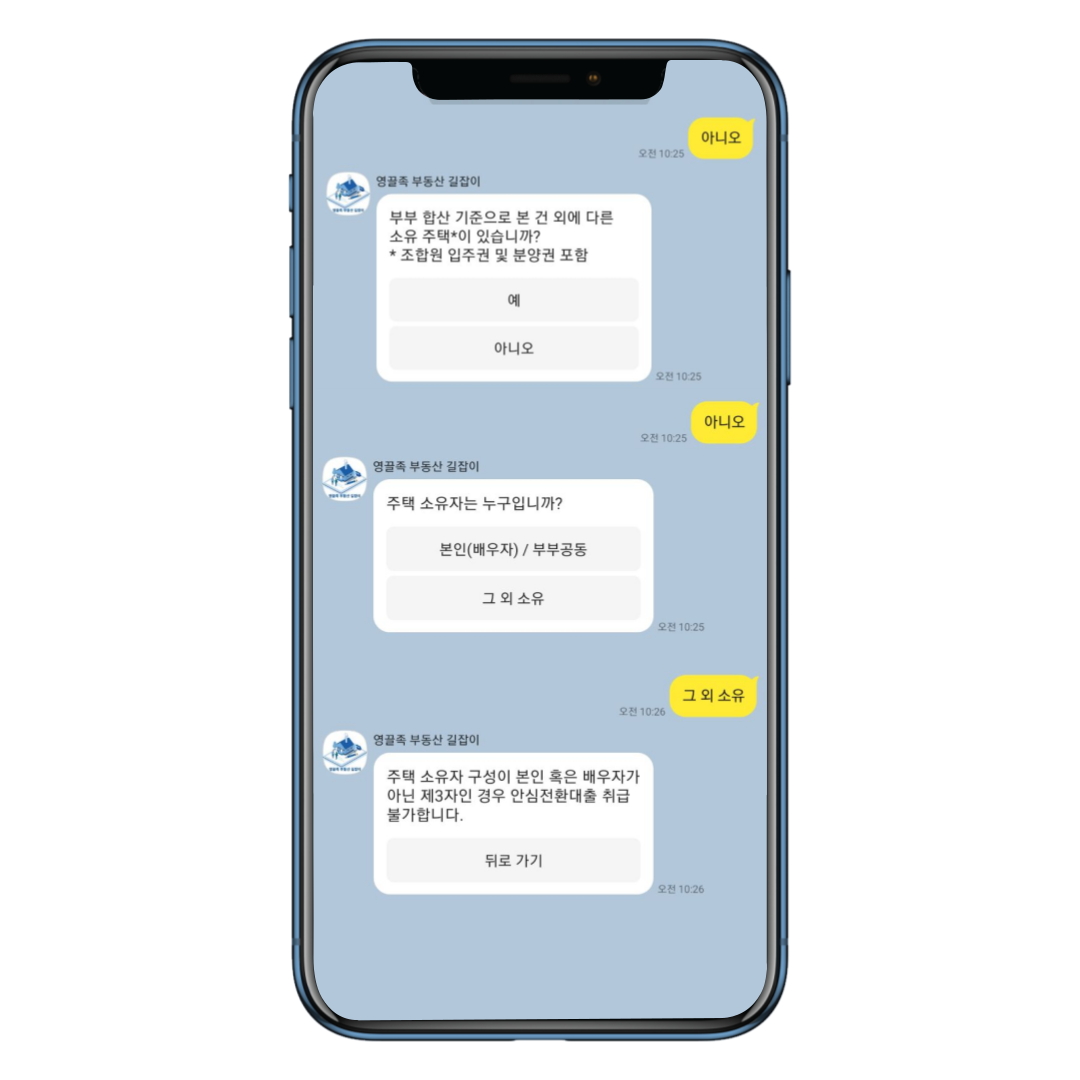 아니오
오전 10:25
영끌족 부동산 길잡이
부부 합산 기준으로 본 건 외에 다른
소유 주택*이 있습니까?
* 조합원 입주권 및 분양권 포함
예
아니오
오전 10:25
아니오
오전 10:25
영끌족 부동산 길잡이
주택 소유자는 누구입니까?
본인(배우자) / 부부공동
그 외 소유
오전 10:25
그 외 소유
오전 10:26
영끌족 부동산 길잡이
주택 소유자 구성이 본인 혹은 배우자가
아닌 제3자인 경우 안심전환대출 취급
불가합니다.
뒤로 가기
오전 10:26